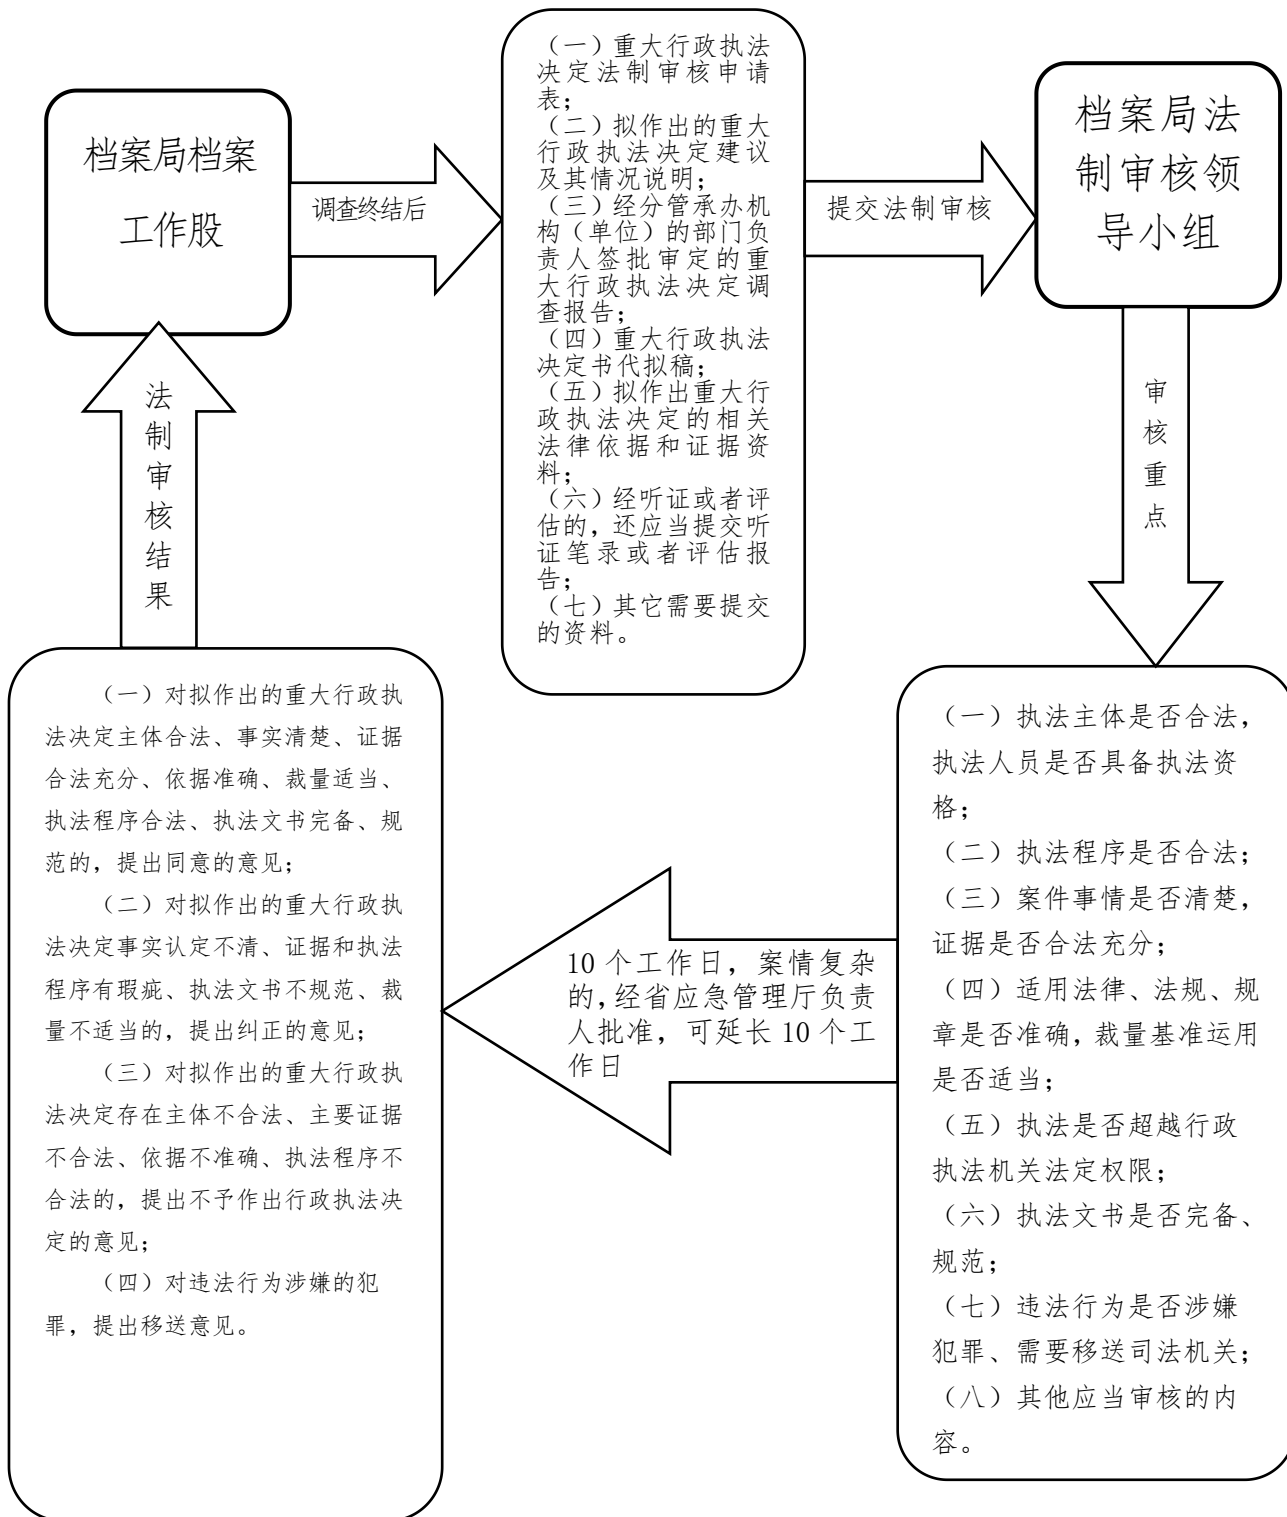 档案局档案
工作股
调查终结后
（一）重大行政执法
决定法制审核申请
表；
（二）拟作出的重大
行政执法决定建议
及其情况说明；
（三）经分管承办机
构（单位）的部门负
责人签批审定的重
大行政执法决定调
查报告；
（四）重大行政执法
决定书代拟稿；
（五）拟作出重大行
政执法决定的相关
法律依据和证据资
料；
（六）经听证或者评
估的，还应当提交听
证笔录或者评估报
告；
（七）其它需要提交
的资料。
提交法制审核
档案局法
制审核领
导小组
审核重点
（一）执法主体是否合法，
执法人员是否具备执法资
格；
（二）执法程序是否合法；
（三）案件事情是否清楚，
证据是否合法充分；
（四）适用法律、法规、规
章是否准确，裁量基准运用
是否适当；
（五）执法是否超越行政
执法机关法定权限；
（六）执法文书是否完备、
规范；
（七）违法行为是否涉嫌
犯罪、需要移送司法机关；
（八）其他应当审核的内
容。
10 个工作日，案情复杂
的，经省应急管理厅负责
人批准，可延长 10 个工
作日
（一）对拟作出的重大行政执
法决定主体合法、事实清楚、证据
合法充分、依据准确、裁量适当、
执法程序合法、执法文书完备、规
范的，提出同意的意见；
（二）对拟作出的重大行政执
法决定事实认定不清、证据和执法
程序有瑕疵、执法文书不规范、裁
量不适当的，提出纠正的意见；
（三）对拟作出的重大行政执
法决定存在主体不合法、主要证据
不合法、依据不准确、执法程序不
合法的，提出不予作出行政执法决
定的意见；
（四）对违法行为涉嫌的犯
罪，提出移送意见。
法制审核结果